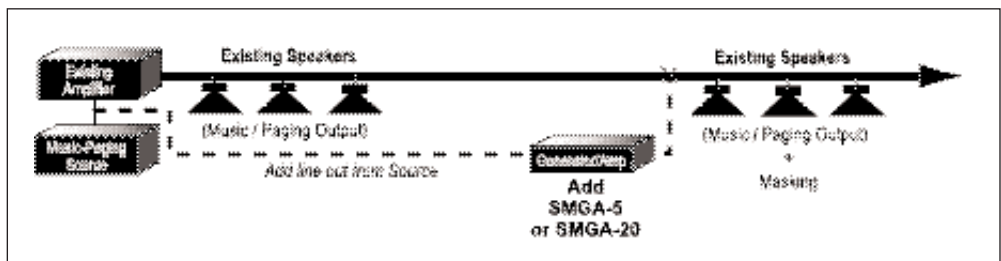 Existing Speakers
Existing
Amplifier
(Music / Paging Output)
Music-Paging
Source
Add line out from Source
Generator/Amp
Add
SMGA-5
or SMGA-20
Existing Speakers
(Music / Paging Output)
+
Masking